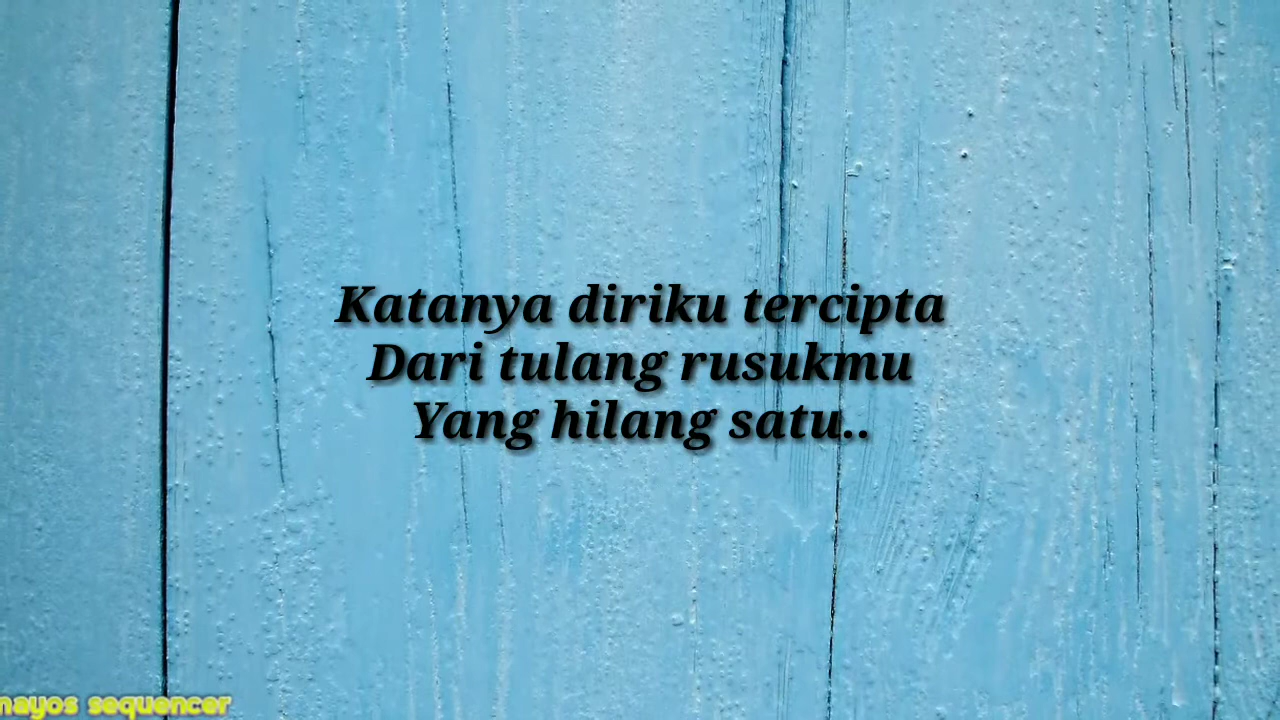 Katanya diriku tercipta
Dari tulang rusukmu
Yang hilang satu..
nayos sequencer